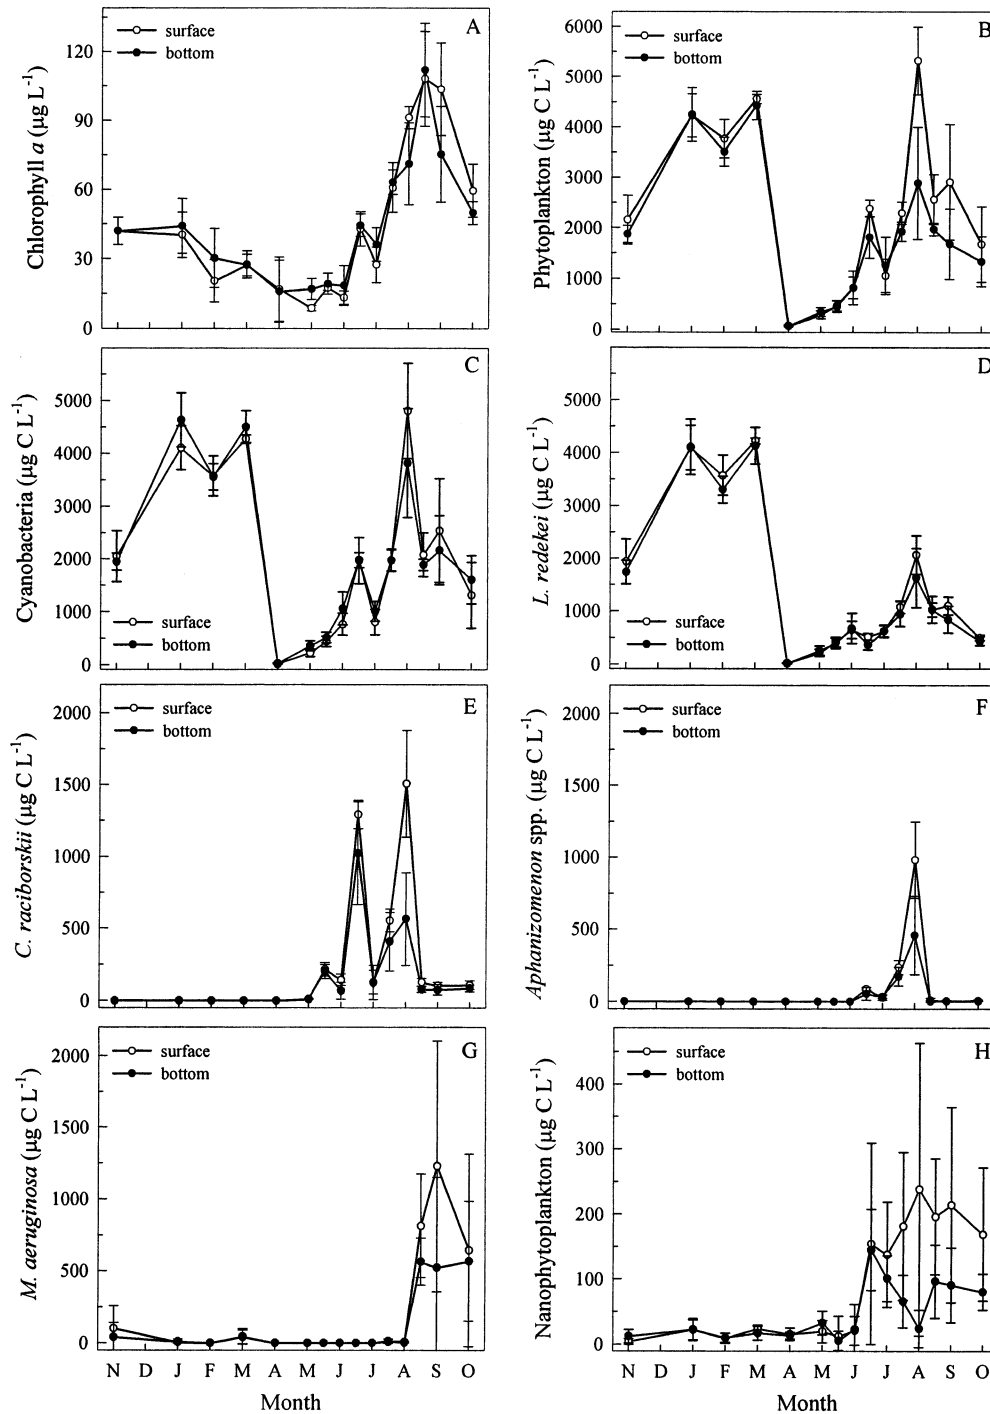 A
surface
bottom
120
90
60
30
0
Chlorophyll a (µg L⁻¹)
B
surface
bottom
6000
5000
4000
3000
2000
1000
0
Phytoplankton (µg C L⁻¹)
C
5000
4000
3000
2000
1000
0
surface
bottom
Cyanobacteria (µg C L⁻¹)
D
5000
4000
3000
2000
1000
0
surface
bottom
L. redekei (µg C L⁻¹)
E
surface
bottom
2000
1500
1000
500
0
C. raciborskii (µg C L⁻¹)
F
surface
bottom
2000
1500
1000
500
0
Aphanizomenon spp. (µg C L⁻¹)
G
surface
bottom
2000
1500
1000
500
0
M. aeruginosa (µg C L⁻¹)
N D J F M A M J J A S O
Month
H
surface
bottom
400
300
200
100
0
Nanophytoplankton (µg C L⁻¹)
N D J F M A M J J A S O
Month